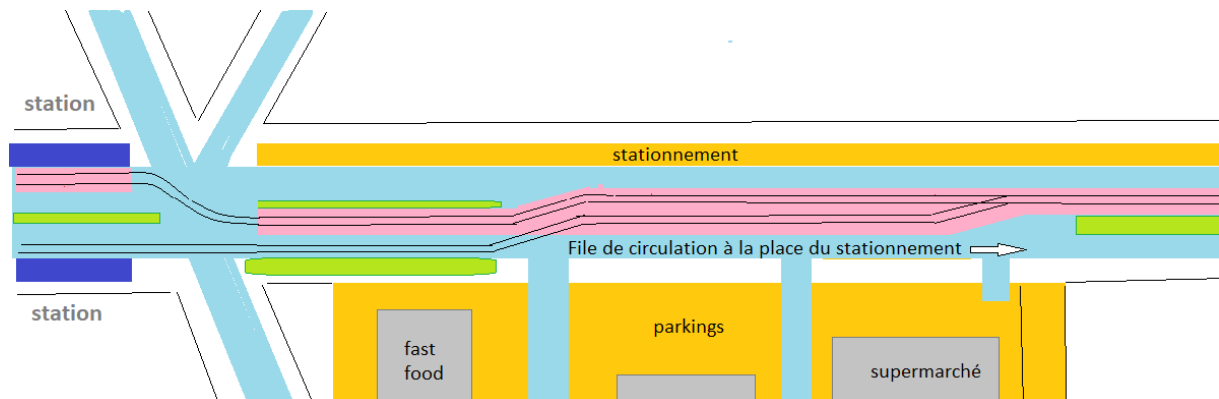 station
stationnement
File de circulation à la place du stationnement
station
parkings
fast
food
supermarché